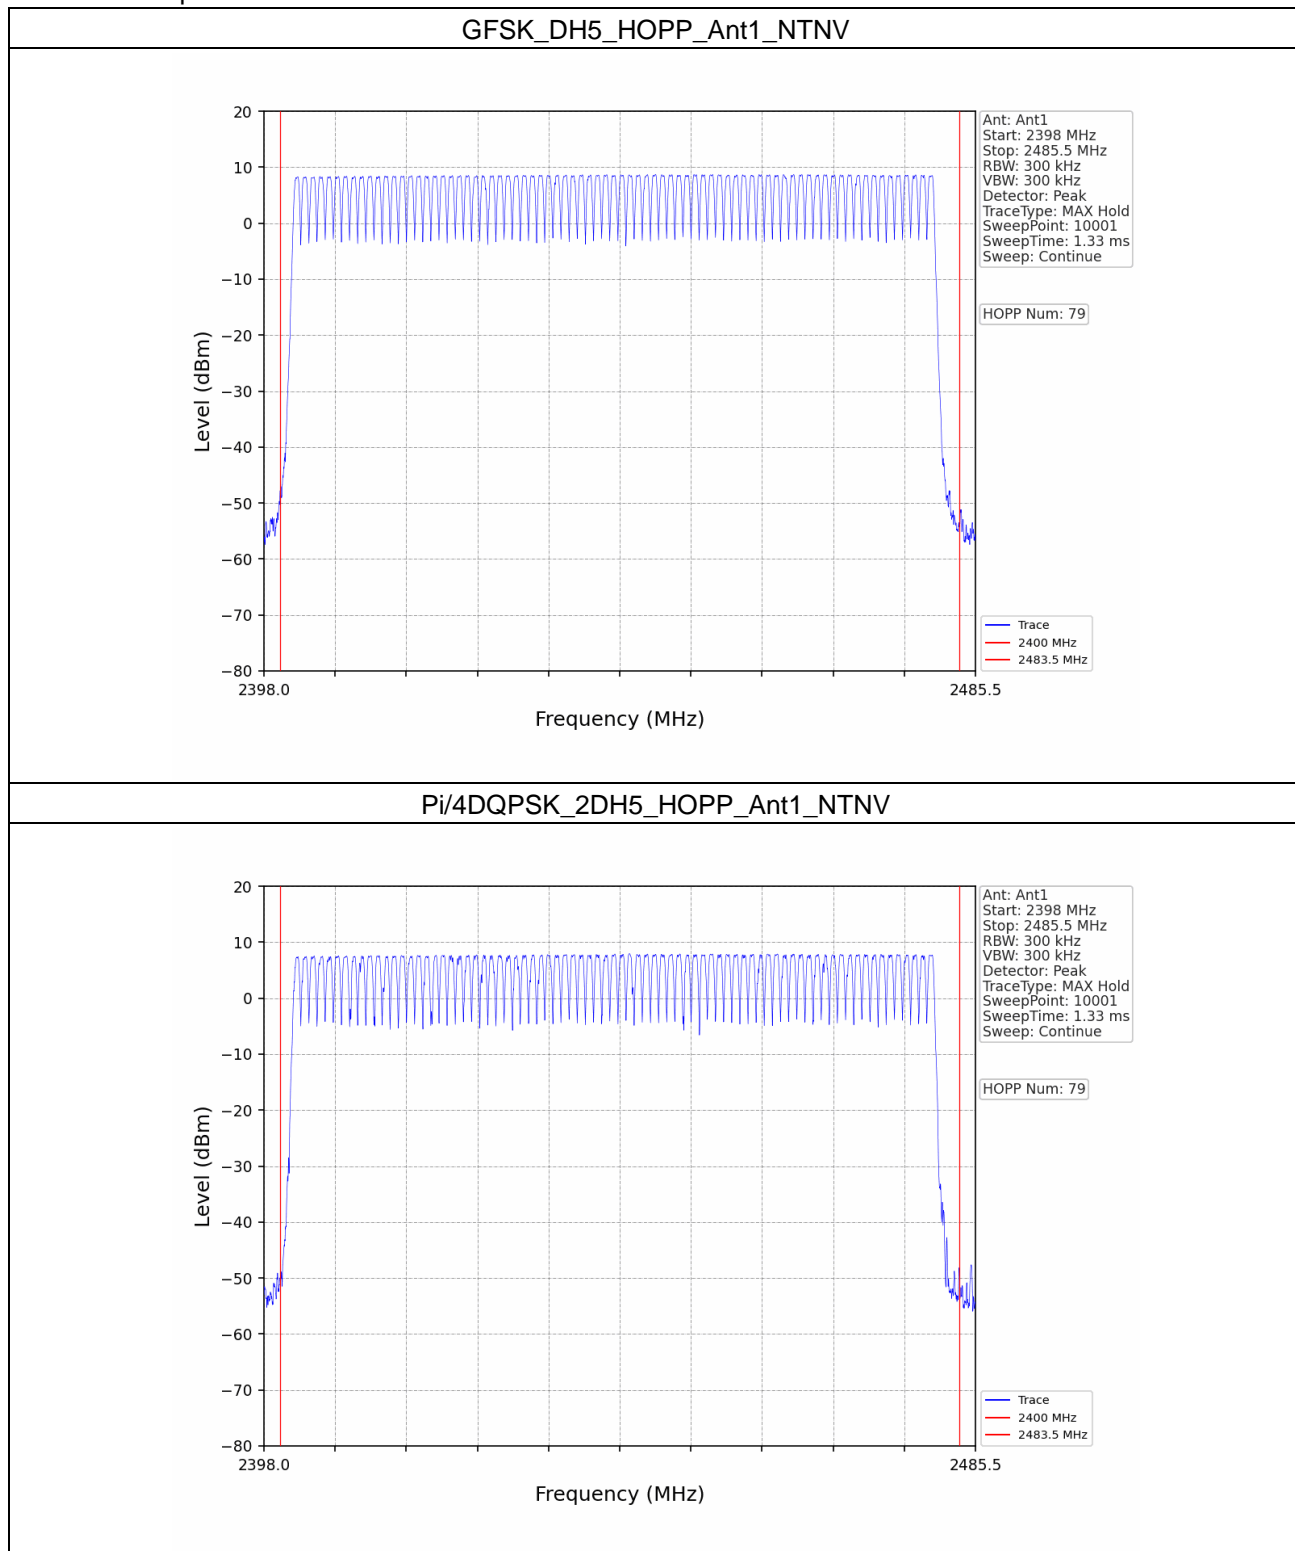 GFSK_DH5_HOPP_Ant1_NTNV
20
10
0
−10
−20
−30
−40
−50
−60
−70
−80
Level (dBm)
2398.0
2485.5
Frequency (MHz)
Ant: Ant1
Start: 2398 MHz
Stop: 2485.5 MHz
RBW: 300 kHz
VBW: 300 kHz
Detector: Peak
TraceType: MAX Hold
SweepPoint: 10001
SweepTime: 1.33 ms
Sweep: Continue
HOPP Num: 79
Trace
2400 MHz
2483.5 MHz
Pi/4DQPSK_2DH5_HOPP_Ant1_NTNV
20
10
0
−10
−20
−30
−40
−50
−60
−70
−80
Level (dBm)
2398.0
2485.5
Frequency (MHz)
Ant: Ant1
Start: 2398 MHz
Stop: 2485.5 MHz
RBW: 300 kHz
VBW: 300 kHz
Detector: Peak
TraceType: MAX Hold
SweepPoint: 10001
SweepTime: 1.33 ms
Sweep: Continue
HOPP Num: 79
Trace
2400 MHz
2483.5 MHz